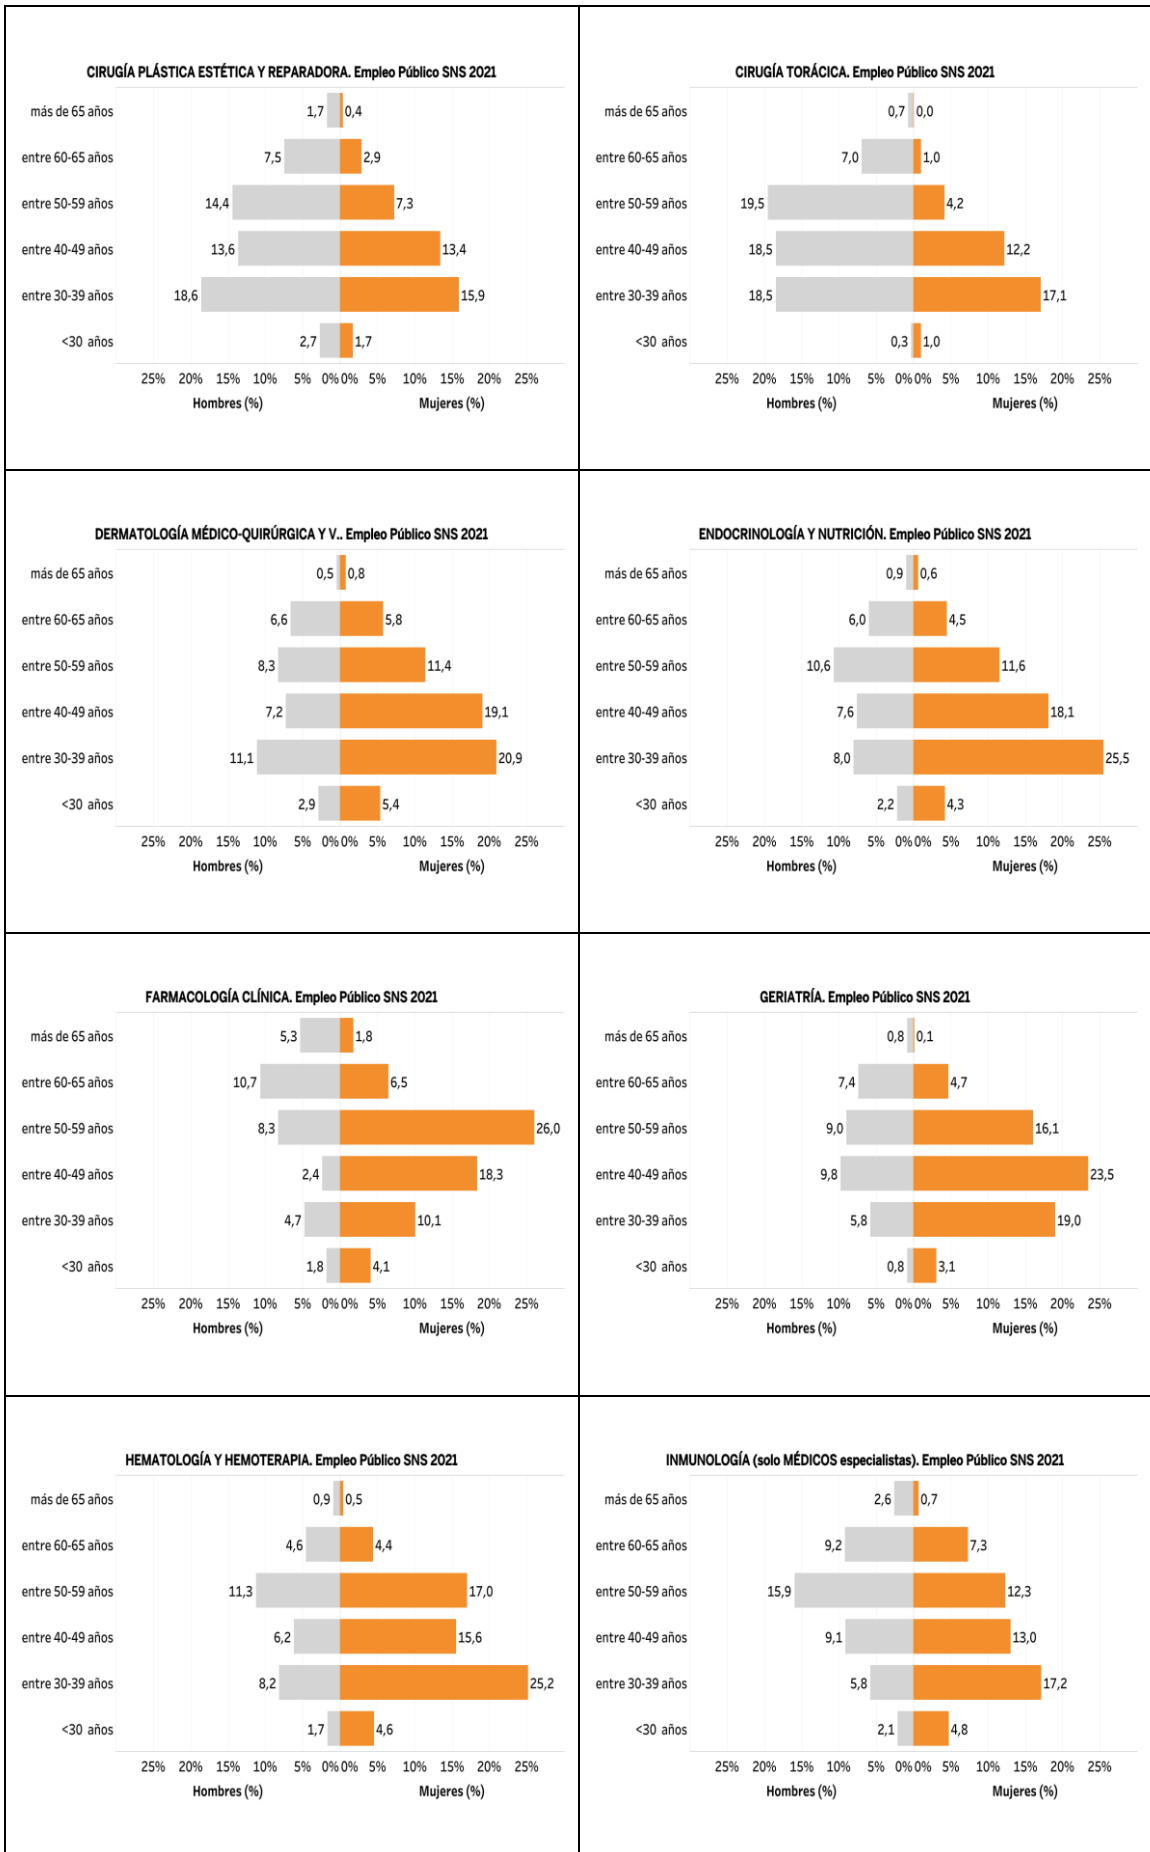 CIRUGÍA PLÁSTICA ESTÉTICA Y REPARADORA. Empleo Público SNS 2021
más de 65 años 1,7 0,4
entre 60-65 años 7,5 2,9
entre 50-59 años 14,4 7,3
entre 40-49 años 13,6 13,4
entre 30-39 años 18,6 15,9
<30 años 2,7 1,7
25% 20% 15% 10% 5% 0% 0% 5% 10% 15% 20% 25%
Hombres (%) Mujeres (%)
CIRUGÍA TORÁCICA. Empleo Público SNS 2021
más de 65 años 0,7 0,0
entre 60-65 años 7,0 1,0
entre 50-59 años 19,5 4,2
entre 40-49 años 18,5 12,2
entre 30-39 años 18,5 17,1
<30 años 0,3 1,0
25% 20% 15% 10% 5% 0% 0% 5% 10% 15% 20% 25%
Hombres (%) Mujeres (%)
DERMATOLOGÍA MÉDICO-QUIRÚRGICA Y V.. Empleo Público SNS 2021
más de 65 años 0,5 0,8
entre 60-65 años 6,6 5,8
entre 50-59 años 8,3 11,4
entre 40-49 años 7,2 19,1
entre 30-39 años 11,1 20,9
<30 años 2,9 5,4
25% 20% 15% 10% 5% 0% 0% 5% 10% 15% 20% 25%
Hombres (%) Mujeres (%)
ENDOCRINOLOGÍA Y NUTRICIÓN. Empleo Público SNS 2021
más de 65 años 0,9 0,6
entre 60-65 años 6,0 4,5
entre 50-59 años 10,6 11,6
entre 40-49 años 7,6 18,1
entre 30-39 años 8,0 25,5
<30 años 2,2 4,3
25% 20% 15% 10% 5% 0% 0% 5% 10% 15% 20% 25%
Hombres (%) Mujeres (%)
FARMACOLOGÍA CLÍNICA. Empleo Público SNS 2021
más de 65 años 5,3 1,8
entre 60-65 años 10,7 6,5
entre 50-59 años 8,3 26,0
entre 40-49 años 2,4 18,3
entre 30-39 años 4,7 10,1
<30 años 1,8 4,1
25% 20% 15% 10% 5% 0% 0% 5% 10% 15% 20% 25%
Hombres (%) Mujeres (%)
GERIATRÍA. Empleo Público SNS 2021
más de 65 años 0,8 0,1
entre 60-65 años 7,4 4,7
entre 50-59 años 9,0 16,1
entre 40-49 años 9,8 23,5
entre 30-39 años 5,8 19,0
<30 años 0,8 3,1
25% 20% 15% 10% 5% 0% 0% 5% 10% 15% 20% 25%
Hombres (%) Mujeres (%)
HEMATOLOGÍA Y HEMOTERAPIA. Empleo Público SNS 2021
más de 65 años 0,9 0,5
entre 60-65 años 4,6 4,4
entre 50-59 años 11,3 17,0
entre 40-49 años 6,2 15,6
entre 30-39 años 8,2 25,2
<30 años 1,7 4,6
25% 20% 15% 10% 5% 0% 0% 5% 10% 15% 20% 25%
Hombres (%) Mujeres (%)
INMUNOLOGÍA (solo MÉDICOS especialistas). Empleo Público SNS 2021
más de 65 años 2,6 0,7
entre 60-65 años 9,2 7,3
entre 50-59 años 15,9 12,3
entre 40-49 años 9,1 13,0
entre 30-39 años 5,8 17,2
<30 años 2,1 4,8
25% 20% 15% 10% 5% 0% 0% 5% 10% 15% 20% 25%
Hombres (%) Mujeres (%)